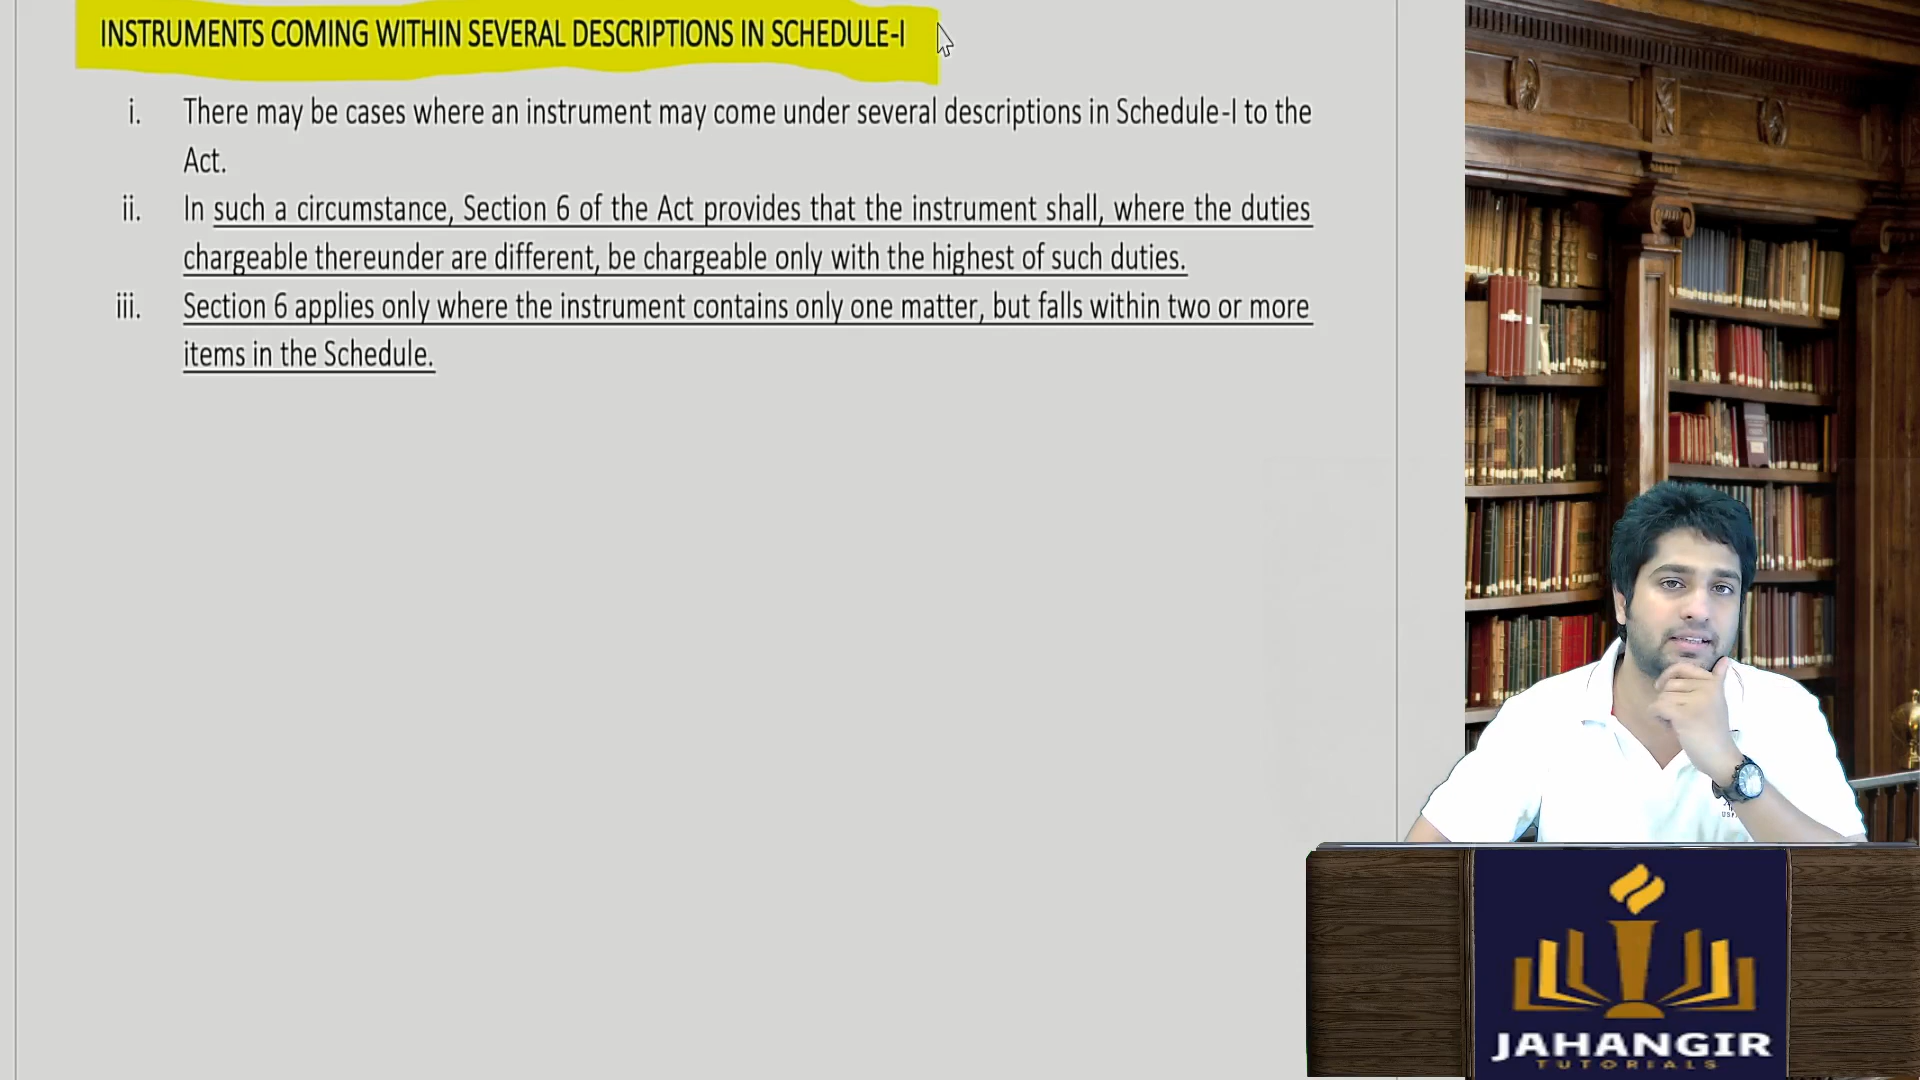 INSTRUMENTS COMING WITHIN SEVERAL DESCRIPTIONS IN SCHEDULE-I
i. There may be cases where an instrument may come under several descriptions in Schedule-I to the
Act.
ii. In such a circumstance, Section 6 of the Act provides that the instrument shall, where the duties
chargeable thereunder are different, be chargeable only with the highest of such duties.
iii. Section 6 applies only where the instrument contains only one matter, but falls within two or more
items in the Schedule.
JAHANGIR
TUTORIALS